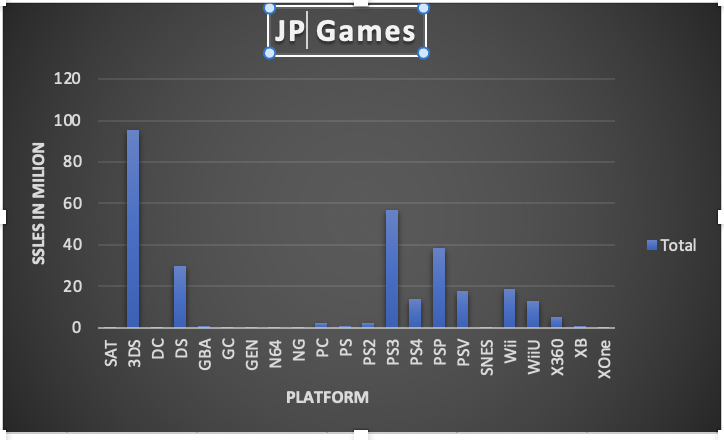 JP Games
120
100
80
60
40
20
0
SSLES IN MILION
SAT
3DS
DC
DS
GBA
GC
GEN
N64
NG
PC
PS
PS2
PS3
PS4
PSP
PSV
SNES
Wii
WiiU
X360
XB
XOne
PLATFORM
Total